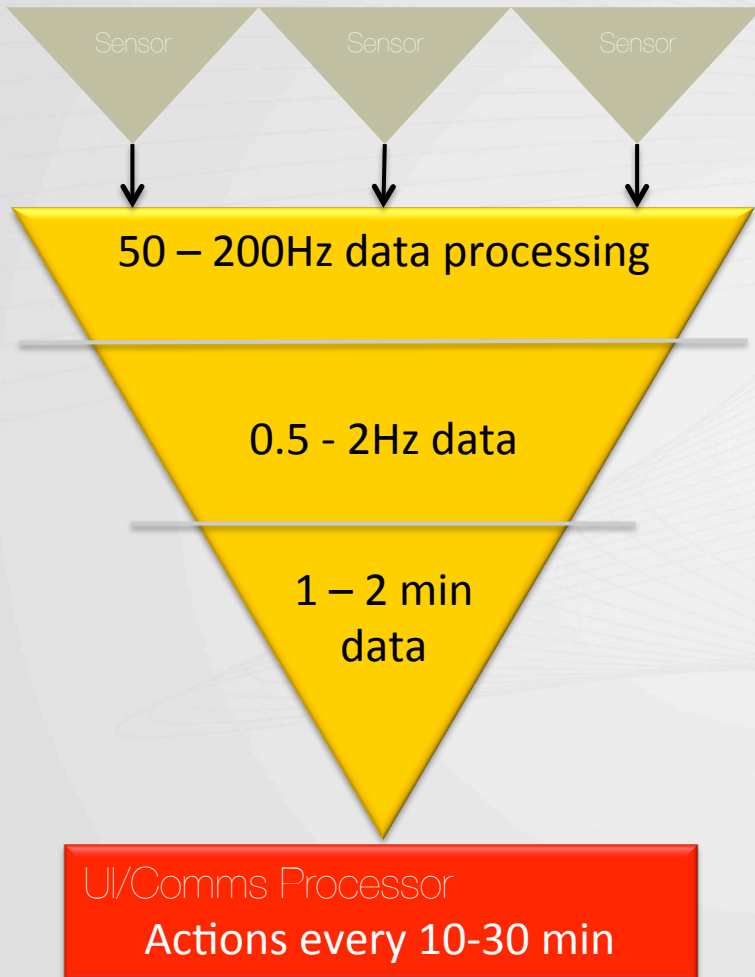 Sensor Sensor Sensor
50 – 200Hz data processing
0.5 - 2Hz data
1 – 2 min
data
UI/Comms Processor
Actions every 10-30 min